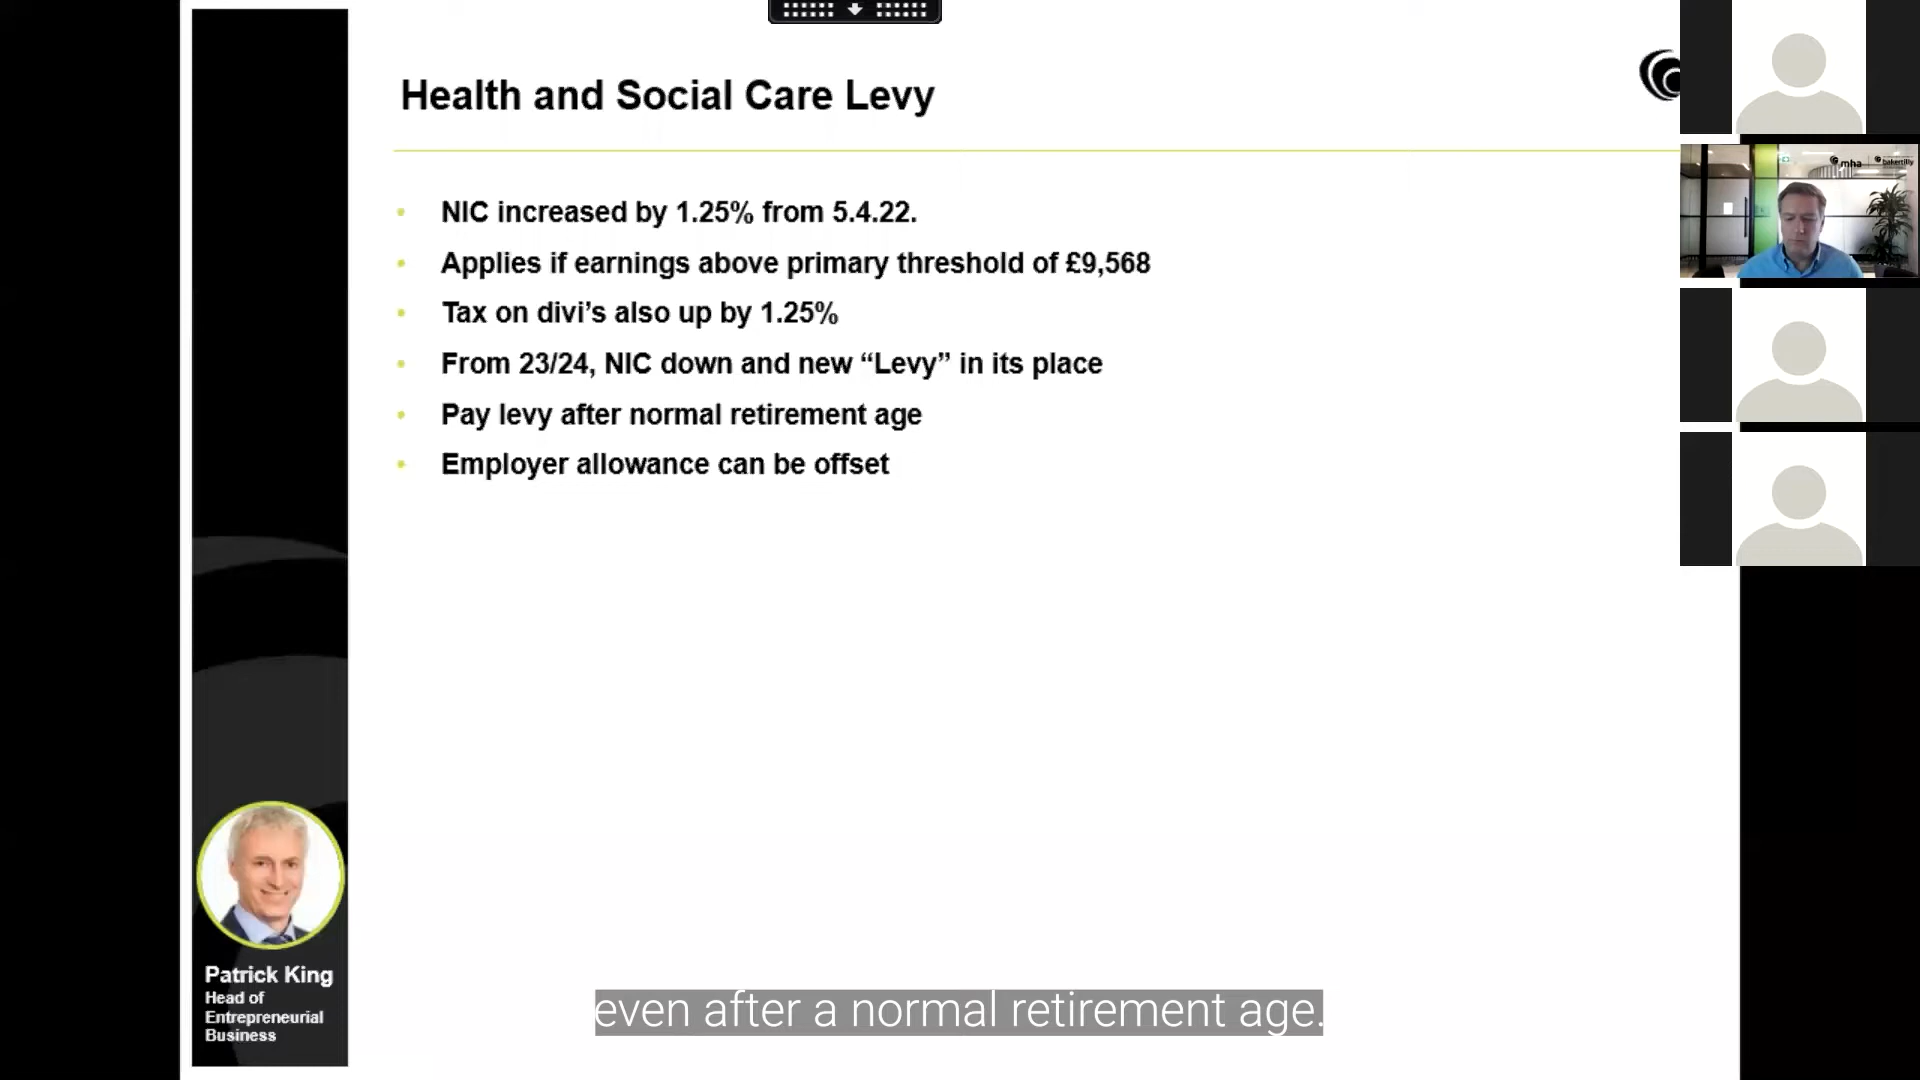 Health and Social Care Levy
• NIC increased by 1.25% from 5.4.22.
• Applies if earnings above primary threshold of £9,568
• Tax on divi’s also up by 1.25%
• From 23/24, NIC down and new “Levy” in its place
• Pay levy after normal retirement age
• Employer allowance can be offset
mha
bakertilly
Patrick King
Head of
Entrepreneurial
Business
even after a normal retirement age.